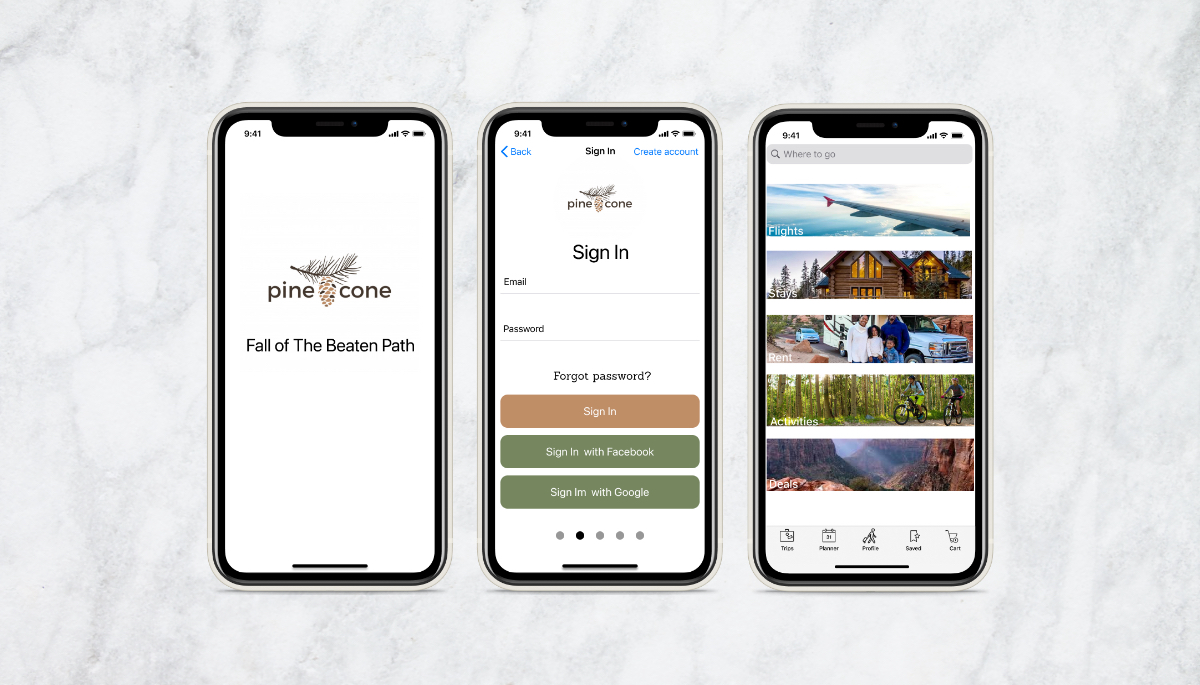 9:41
pine cone
Fall of The Beaten Path
9:41
Back
Sign In
Create account
pine cone
Sign In
Email
Password
Forgot password?
Sign In
Sign In with Facebook
Sign Im with Google
9:41
Where to go
Flights
Stays
Rent
Activities
Deals
31
Trips
Planner
Profile
Saved
Cart